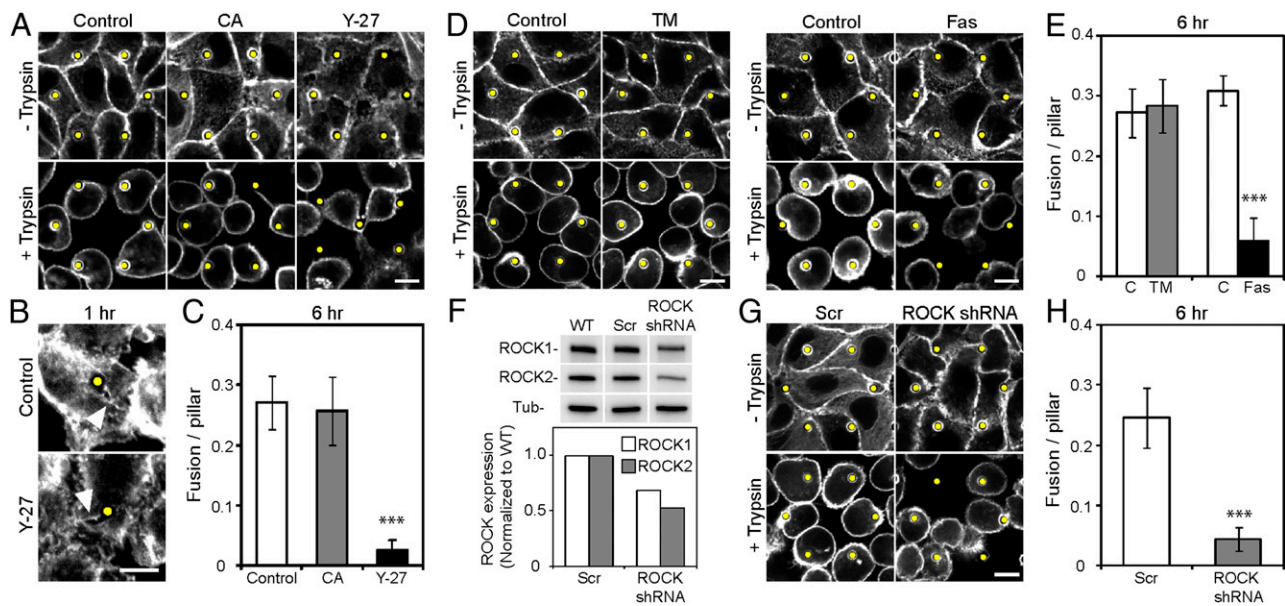 A
Control
CA
Y-27
- Trypsin
+ Trypsin
B
1 hr
Control
Y-27
C
6 hr
Fusion / pillar
0.4
0.3
0.2
0.1
0
***
Control
CA
Y-27
D
Control
TM
Control
Fas
- Trypsin
+ Trypsin
- Trypsin
+ Trypsin
E
6 hr
Fusion / pillar
0.4
0.3
0.2
0.1
0
***
C
TM
C
Fas
F
WT
Scr
ROCK
shRNA
ROCK1-
ROCK2-
Tub-
ROCK expression
(Normalized to WT)
1.0
0.5
0
ROCK1
ROCK2
Scr
ROCK
shRNA
G
Scr
ROCK shRNA
- Trypsin
+ Trypsin
H
6 hr
Fusion / pillar
0.4
0.3
0.2
0.1
0
***
Scr
ROCK
shRNA